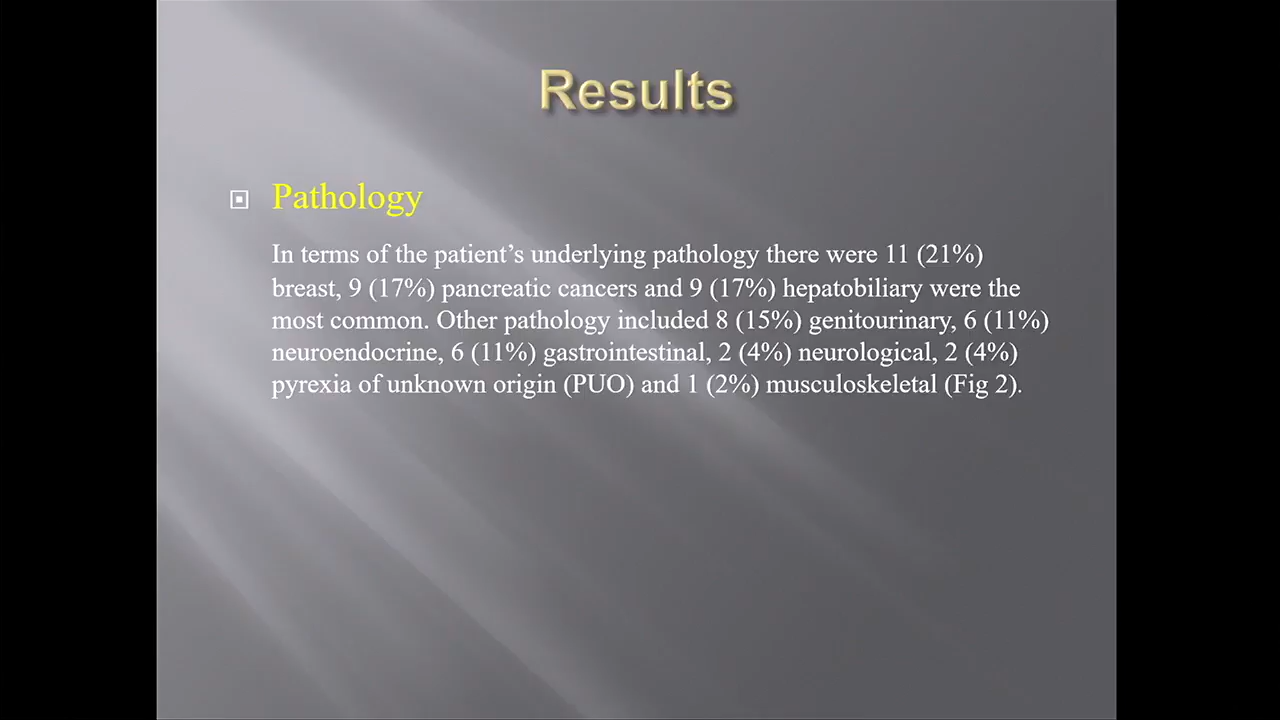 Results
Pathology
In terms of the patient’s underlying pathology there were 11 (21%)
breast, 9 (17%) pancreatic cancers and 9 (17%) hepatobiliary were the
most common. Other pathology included 8 (15%) genitourinary, 6 (11%)
neuroendocrine, 6 (11%) gastrointestinal, 2 (4%) neurological, 2 (4%)
pyrexia of unknown origin (PUO) and 1 (2%) musculoskeletal (Fig 2).